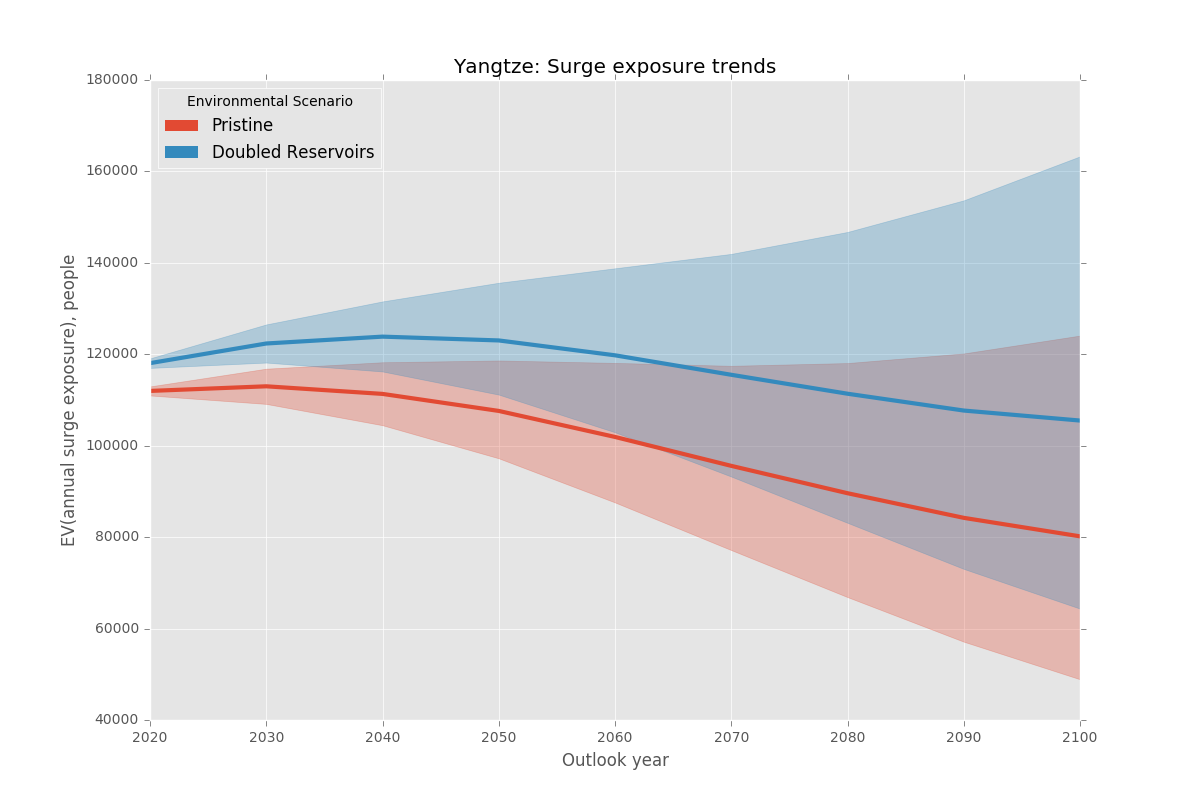 Yangtze: Surge exposure trends
Environmental Scenario
Pristine
Doubled Reservoirs
EV(annual surge exposure), people
180000
160000
140000
120000
100000
80000
60000
40000
2020 2030 2040 2050 2060 2070 2080 2090 2100
Outlook year